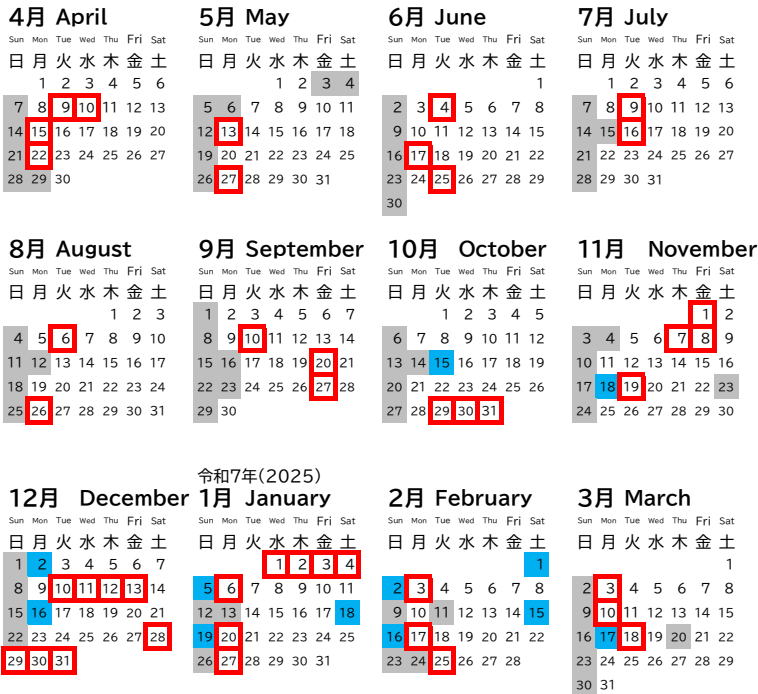 4月 April
Sun Mon Tue Wed Thu Fri Sat
日 月 火 水 木 金 土
1 2 3 4 5 6
7 8 9 10 11 12 13
14 15 16 17 18 19 20
21 22 23 24 25 26 27
28 29 30
5月 May
Sun Mon Tue Wed Thu Fri Sat
日 月 火 水 木 金 土
1 2 3 4
5 6 7 8 9 10 11
12 13 14 15 16 17 18
19 20 21 22 23 24 25
26 27 28 29 30 31
6月 June
Sun Mon Tue Wed Thu Fri Sat
日 月 火 水 木 金 土
1
2 3 4 5 6 7 8
9 10 11 12 13 14 15
16 17 18 19 20 21 22
23 24 25 26 27 28 29
30
7月 July
Sun Mon Tue Wed Thu Fri Sat
日 月 火 水 木 金 土
1 2 3 4 5 6
7 8 9 10 11 12 13
14 15 16 17 18 19 20
21 22 23 24 25 26 27
28 29 30 31
8月 August
Sun Mon Tue Wed Thu Fri Sat
日 月 火 水 木 金 土
1 2 3
4 5 6 7 8 9 10
11 12 13 14 15 16 17
18 19 20 21 22 23 24
25 26 27 28 29 30 31
9月 September
Sun Mon Tue Wed Thu Fri Sat
日 月 火 水 木 金 土
1 2 3 4 5 6 7
8 9 10 11 12 13 14
15 16 17 18 19 20 21
22 23 24 25 26 27 28
29 30
10月 October
Sun Mon Tue Wed Thu Fri Sat
日 月 火 水 木 金 土
1 2 3 4 5
6 7 8 9 10 11 12
13 14 15 16 17 18 19
20 21 22 23 24 25 26
27 28 29 30 31
11月 November
Sun Mon Tue Wed Thu Fri Sat
日 月 火 水 木 金 土
1 2
3 4 5 6 7 8 9
10 11 12 13 14 15 16
17 18 19 20 21 22 23
24 25 26 27 28 29 30
12月 December
Sun Mon Tue Wed Thu Fri Sat
日 月 火 水 木 金 土
1 2 3 4 5 6 7
8 9 10 11 12 13 14
15 16 17 18 19 20 21
22 23 24 25 26 27 28
29 30 31
令和7年(2025)
1月 January
Sun Mon Tue Wed Thu Fri Sat
日 月 火 水 木 金 土
1 2 3 4
5 6 7 8 9 10 11
12 13 14 15 16 17 18
19 20 21 22 23 24 25
26 27 28 29 30 31
2月 February
Sun Mon Tue Wed Thu Fri Sat
日 月 火 水 木 金 土
1
2 3 4 5 6 7 8
9 10 11 12 13 14 15
16 17 18 19 20 21 22
23 24 25 26 27 28
3月 March
Sun Mon Tue Wed Thu Fri Sat
日 月 火 水 木 金 土
1
2 3 4 5 6 7 8
9 10 11 12 13 14 15
16 17 18 19 20 21 22
23 24 25 26 27 28 29
30 31